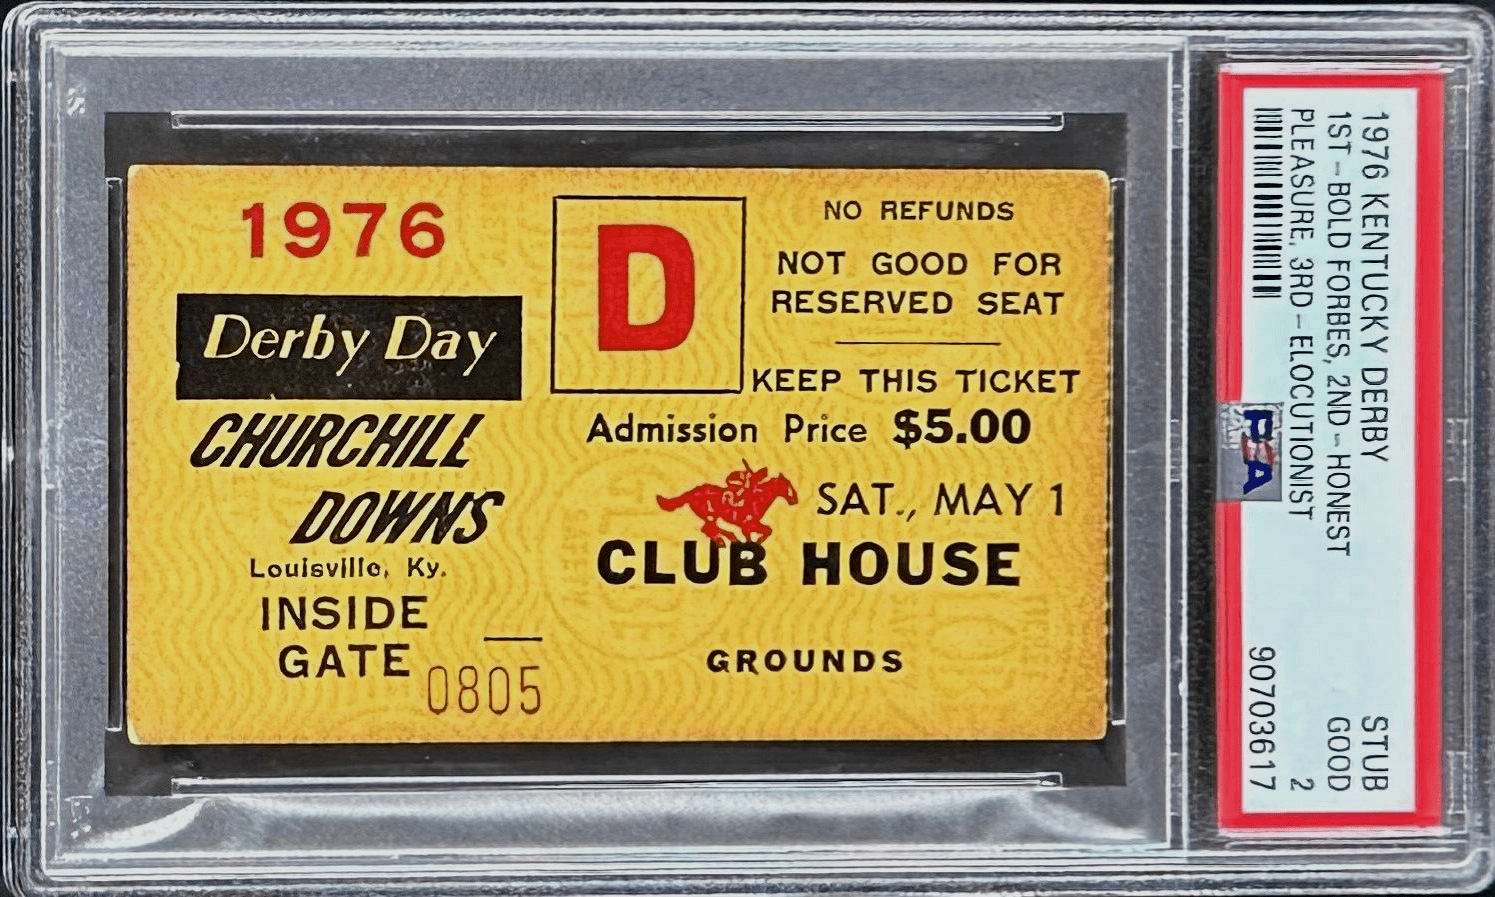 1976
Derby Day
CHURCHILL
DOWNS
Louisville, Ky.
INSIDE
GATE
0805
D
NO REFUNDS
NOT GOOD FOR
RESERVED SEAT
KEEP THIS TICKET
Admission Price $5.00
SAT., MAY 1
CLUB HOUSE
GROUNDS
1976 KENTUCKY DERBY STUB
1ST-BOLD FORBES, 2ND-HONEST GOOD
PLEASURE, 3RD-ELOCUTIONIST 2
90703617
PSA